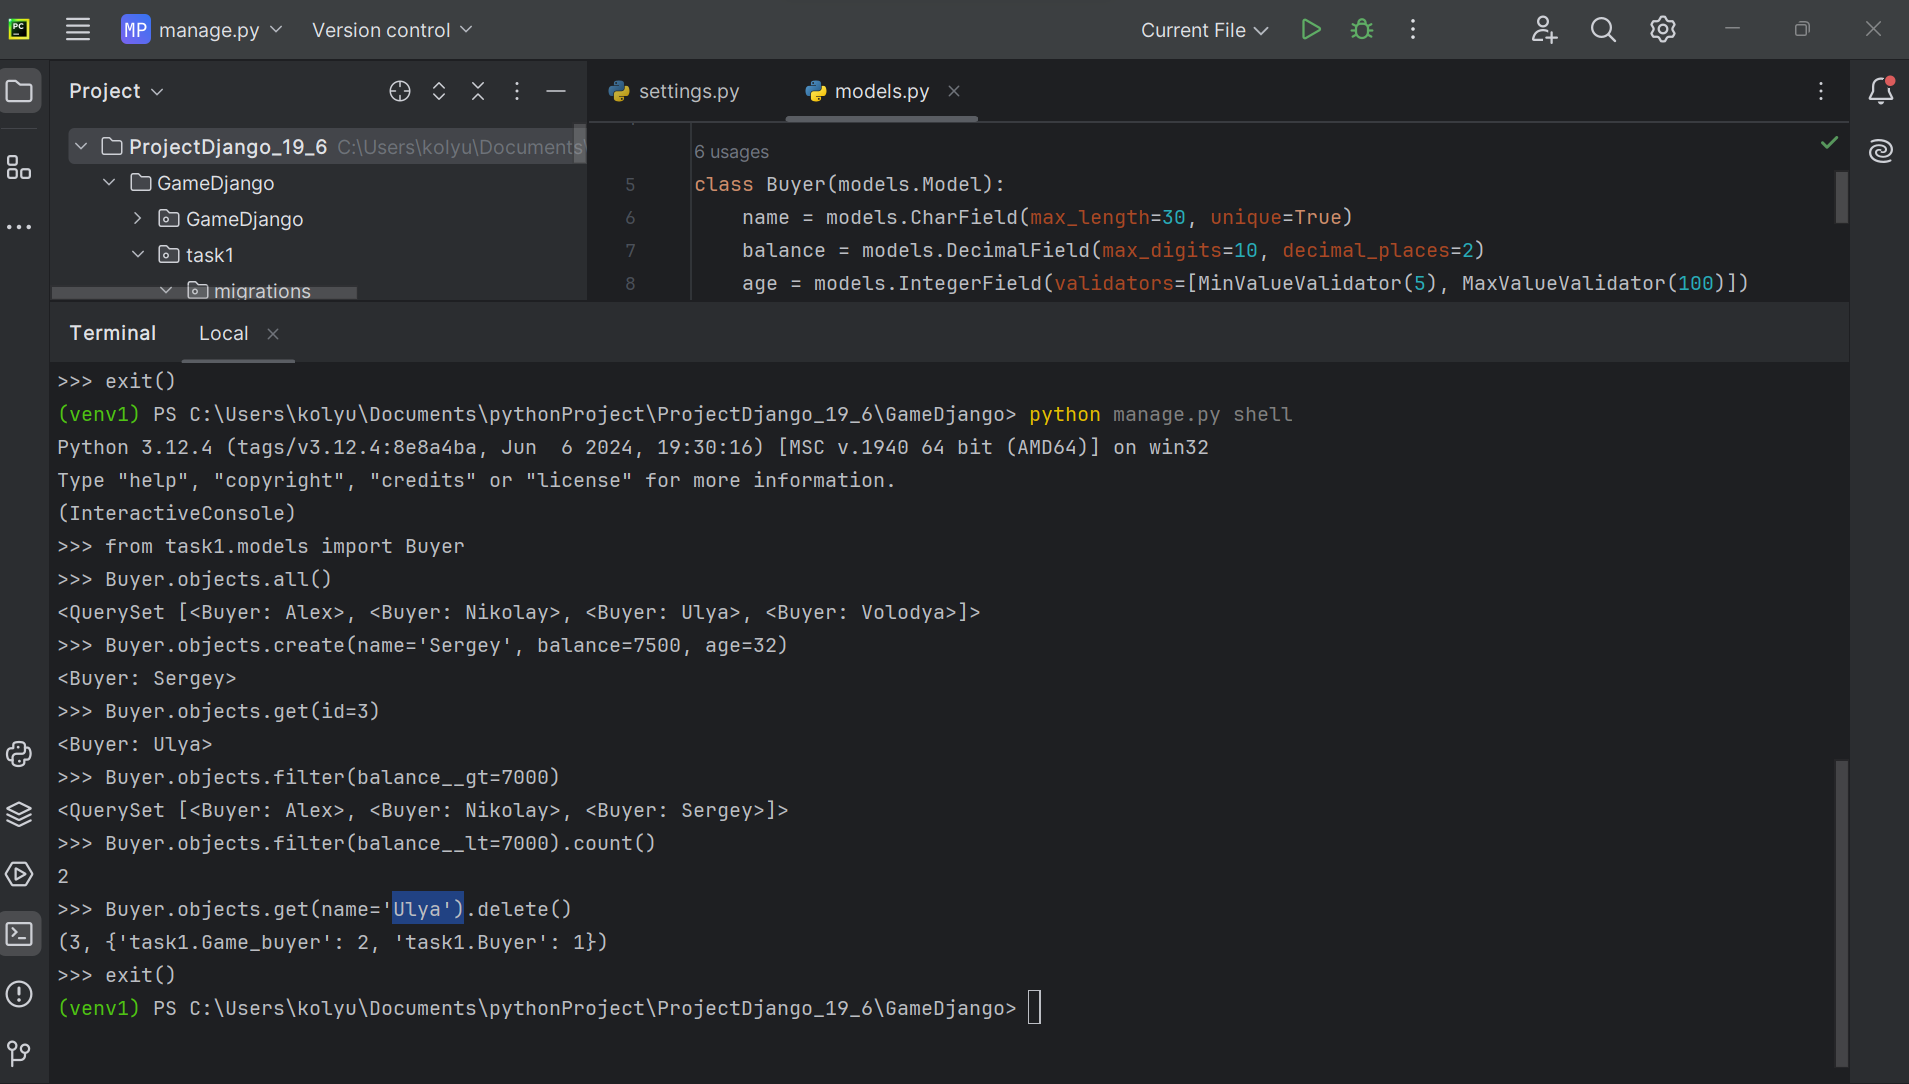 PC
MP manage.py Version control Current File
Project
settings.py models.py
ProjectDjango_19_6 C:\Users\kolyu\Documents\
GameDjango
GameDjango
task1
migrations
6 usages
5 class Buyer(models.Model):
6 name = models.CharField(max_length=30, unique=True)
7 balance = models.DecimalField(max_digits=10, decimal_places=2)
8 age = models.IntegerField(validators=[MinValueValidator(5), MaxValueValidator(100)])
Terminal Local
>>> exit()
(venv1) PS C:\Users\kolyu\Documents\pythonProject\ProjectDjango_19_6\GameDjango> python manage.py shell
Python 3.12.4 (tags/v3.12.4:8e8a4ba, Jun  6 2024, 19:30:16) [MSC v.1940 64 bit (AMD64)] on win32
Type "help", "copyright", "credits" or "license" for more information.
(InteractiveConsole)
>>> from task1.models import Buyer
>>> Buyer.objects.all()
<QuerySet [<Buyer: Alex>, <Buyer: Nikolay>, <Buyer: Ulya>, <Buyer: Volodya>]>
>>> Buyer.objects.create(name='Sergey', balance=7500, age=32)
<Buyer: Sergey>
>>> Buyer.objects.get(id=3)
<Buyer: Ulya>
>>> Buyer.objects.filter(balance__gt=7000)
<QuerySet [<Buyer: Alex>, <Buyer: Nikolay>, <Buyer: Sergey>]>
>>> Buyer.objects.filter(balance__lt=7000).count()
2
>>> Buyer.objects.get(name='Ulya').delete()
(3, {'task1.Game_buyer': 2, 'task1.Buyer': 1})
>>> exit()
(venv1) PS C:\Users\kolyu\Documents\pythonProject\ProjectDjango_19_6\GameDjango>